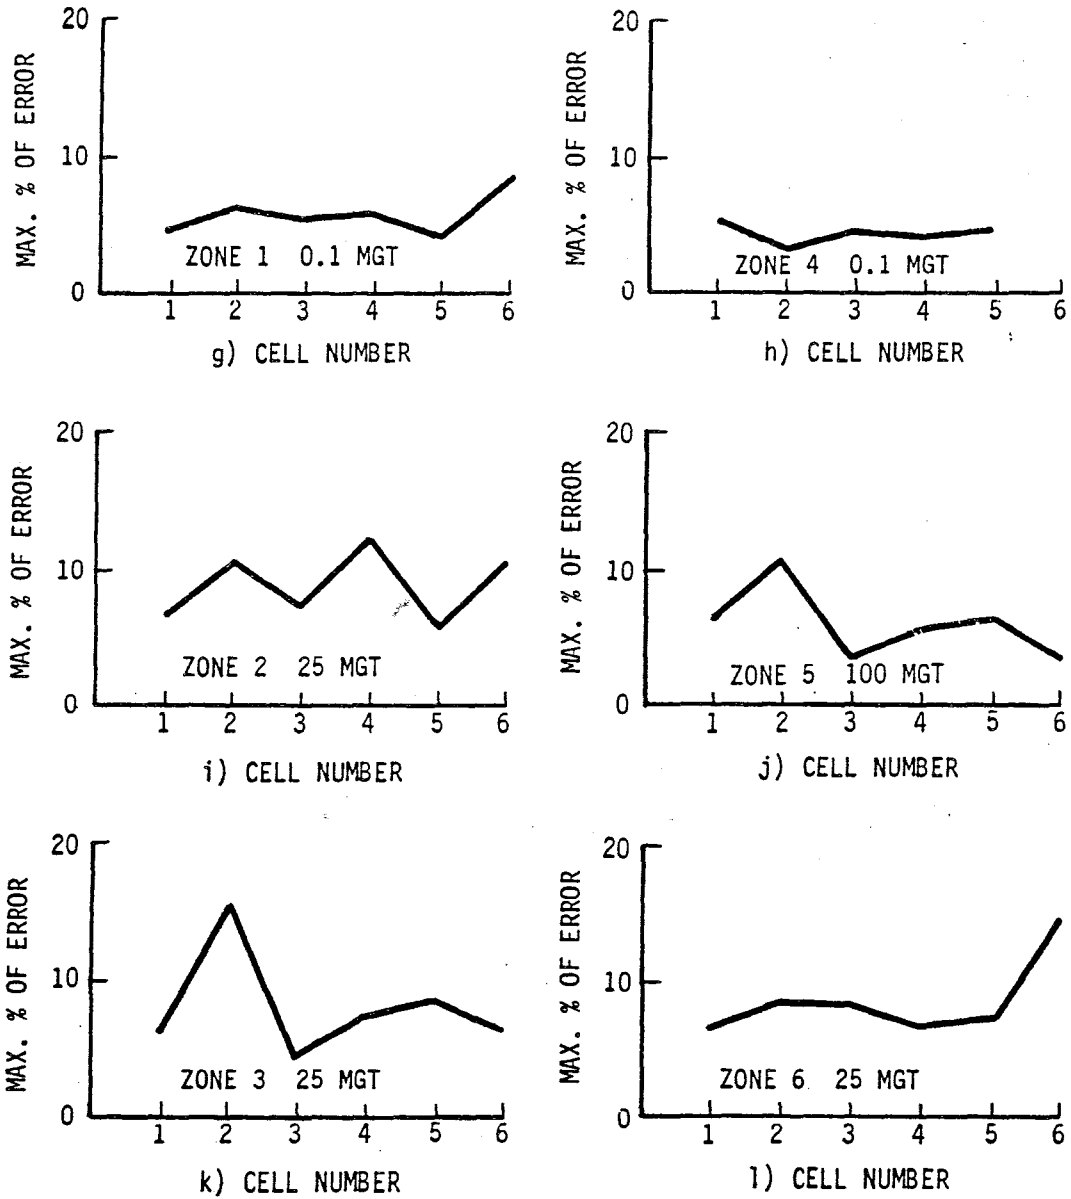 20
MAX. % OF ERROR
10
ZONE 1 0.1 MGT
0
1 2 3 4 5 6
g) CELL NUMBER
20
MAX. % OF ERROR
10
ZONE 4 0.1 MGT
0
1 2 3 4 5 6
h) CELL NUMBER
20
MAX. % OF ERROR
10
ZONE 2 25 MGT
0
1 2 3 4 5 6
i) CELL NUMBER
20
MAX. % OF ERROR
10
ZONE 5 100 MGT
0
1 2 3 4 5 6
j) CELL NUMBER
20
MAX. % OF ERROR
10
ZONE 3 25 MGT
0
1 2 3 4 5 6
k) CELL NUMBER
20
MAX. % OF ERROR
10
ZONE 6 25 MGT
0
1 2 3 4 5 6
l) CELL NUMBER